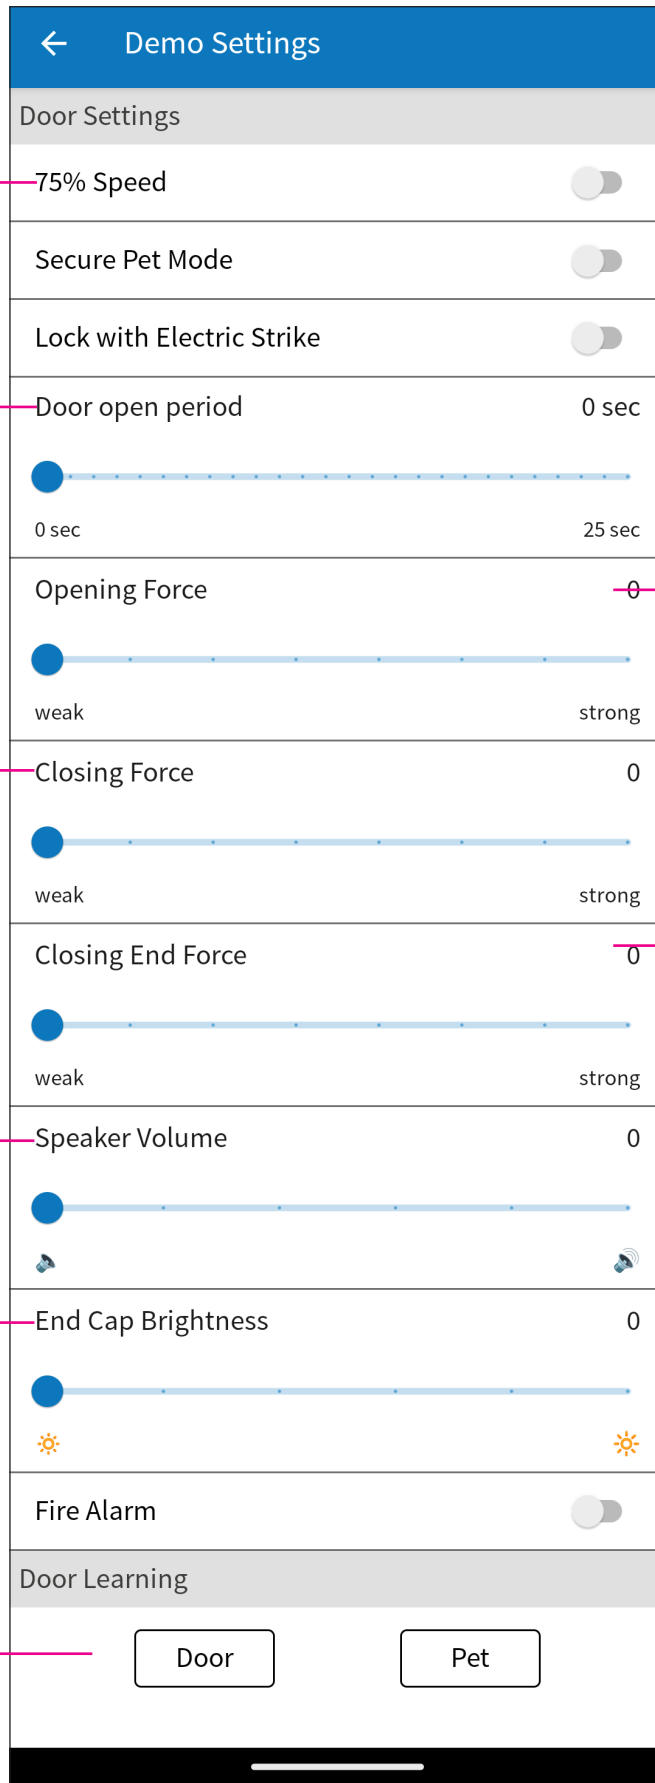 Demo Settings
Door Settings
75% Speed
Secure Pet Mode
Lock with Electric Strike
Door open period 0 sec
0 sec 25 sec
Opening Force 0
weak strong
Closing Force 0
weak strong
Closing End Force 0
weak strong
Speaker Volume 0
End Cap Brightness 0
Fire Alarm
Door Learning
Door Pet